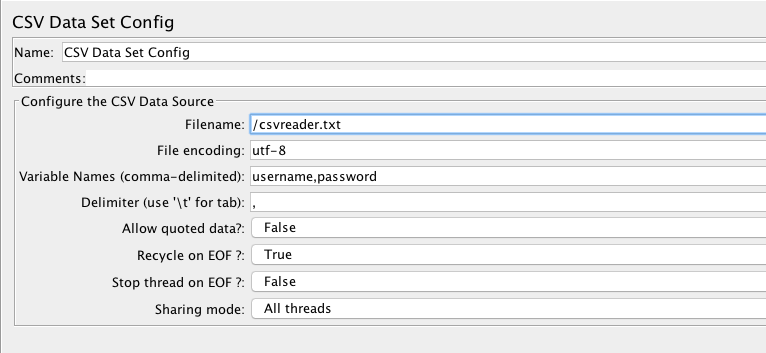 CSV Data Set Config
Name: CSV Data Set Config
Comments:
Configure the CSV Data Source
Filename: /csvreader.txt
File encoding: utf-8
Variable Names (comma-delimited): username,password
Delimiter (use '\t' for tab): ,
Allow quoted data?: False
Recycle on EOF ?: True
Stop thread on EOF ?: False
Sharing mode: All threads